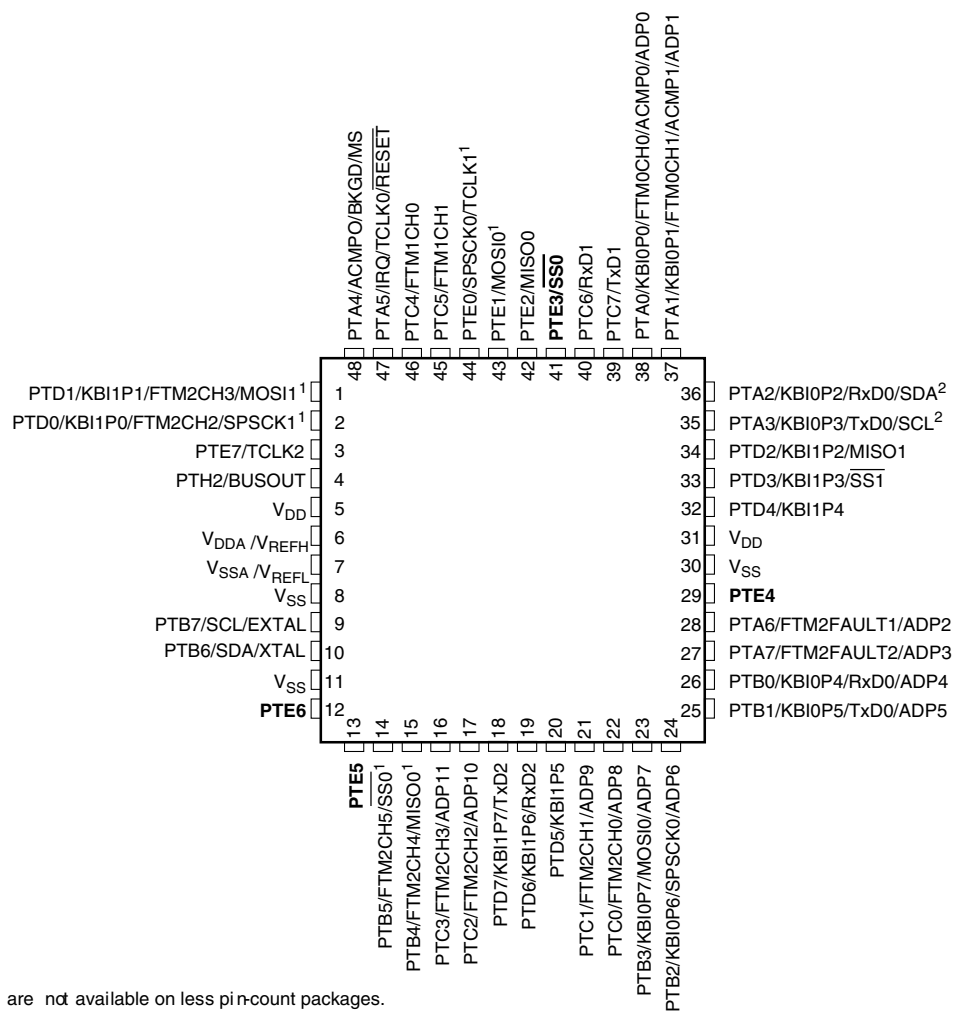 PTA4/ACMPO/BKGD/MS
PTA5/IRQ/TCLK0/RESET
PTC4/FTM1CH0
PTC5/FTM1CH1
PTE0/SPSCK0/TCLK1¹
PTE1/MOSI0¹
PTE2/MISO0
PTE3/SS0
PTC6/RxD1
PTC7/TxD1
PTA0/KBI0P0/FTM0CH0/ACMP0/ADP0
PTA1/KBI0P1/FTM0CH1/ACMP1/ADP1
48 47 46 45 44 43 42 41 40 39 38 37
PTD1/KBI1P1/FTM2CH3/MOSI1¹ 1
PTD0/KBI1P0/FTM2CH2/SPSCK1¹ 2
PTE7/TCLK2 3
PTH2/BUSOUT 4
VDD 5
VDDA /VREFH 6
VSSA /VREFL 7
VSS 8
PTB7/SCL/EXTAL 9
PTB6/SDA/XTAL 10
VSS 11
PTE6 12
36 PTA2/KBI0P2/RxD0/SDA²
35 PTA3/KBI0P3/TxD0/SCL²
34 PTD2/KBI1P2/MISO1
33 PTD3/KBI1P3/SS1
32 PTD4/KBI1P4
31 VDD
30 VSS
29 PTE4
28 PTA6/FTM2FAULT1/ADP2
27 PTA7/FTM2FAULT2/ADP3
26 PTB0/KBI0P4/RxD0/ADP4
25 PTB1/KBI0P5/TxD0/ADP5
13 14 15 16 17 18 19 20 21 22 23 24
PTE5
PTB5/FTM2CH5/SS0¹
PTB4/FTM2CH4/MISO0¹
PTC3/FTM2CH3/ADP11
PTC2/FTM2CH2/ADP10
PTD7/KBI1P7/TxD2
PTD6/KBI1P6/RxD2
PTD5/KBI1P5
PTC1/FTM2CH1/ADP9
PTC0/FTM2CH0/ADP8
PTB3/KBI0P7/MOSI0/ADP7
PTB2/KBI0P6/SPSCK0/ADP6
are not available on less pin-count packages.